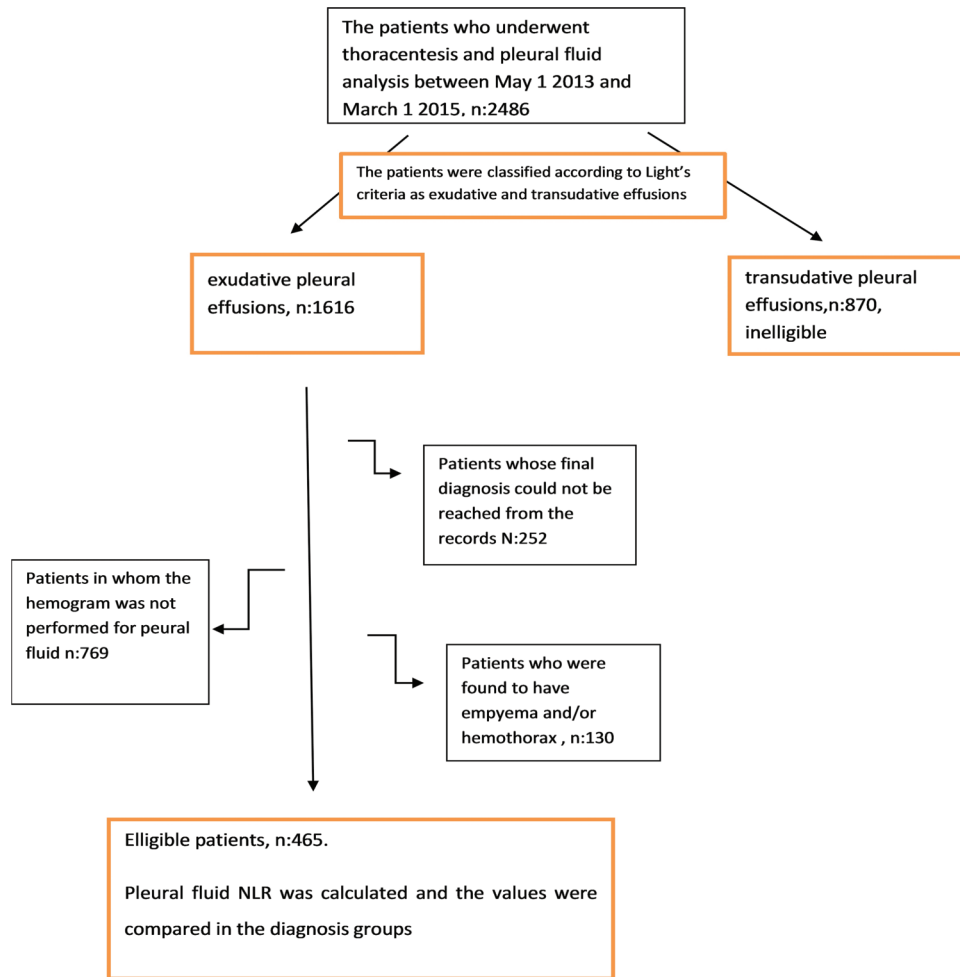 The patients who underwent
thoracentesis and pleural fluid
analysis between May 1 2013 and
March 1 2015, n:2486
The patients were classified according to Light's
criteria as exudative and transudative effusions
exudative pleural
effusions, n:1616
transudative pleural
effusions,n:870,
inelligible
Patients whose final
diagnosis could not be
reached from the
records N:252
Patients in whom the
hemogram was not
performed for peural
fluid n:769
Patients who were
found to have
empyema and/or
hemothorax , n:130
Elligible patients, n:465.
Pleural fluid NLR was calculated and the values were
compared in the diagnosis groups